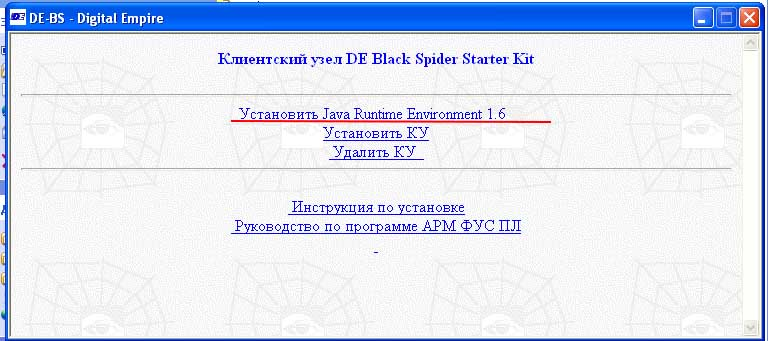 DE-BS - Digital Empire
Клиентский узел DE Black Spider Starter Kit
Установить Java Runtime Environment 1.6
Установить КУ
Удалить КУ
Инструкция по установке
Руководство по программе АРМ ФУС ПЛ